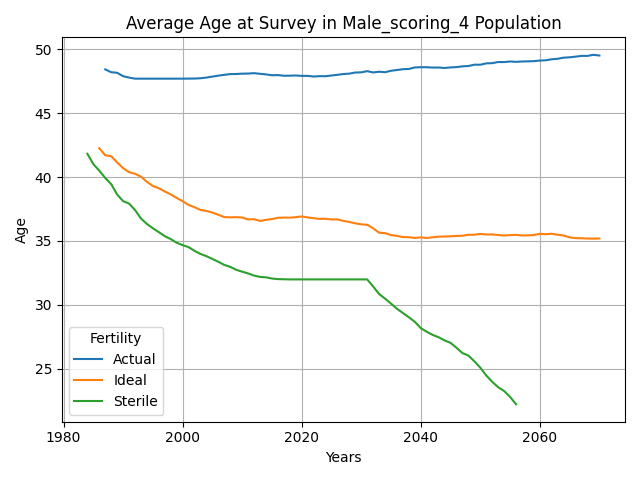 Average Age at Survey in Male_scoring_4 Population
50
45
40
35
30
25
Age
Fertility
Actual
Ideal
Sterile
1980
2000
2020
2040
2060
Years